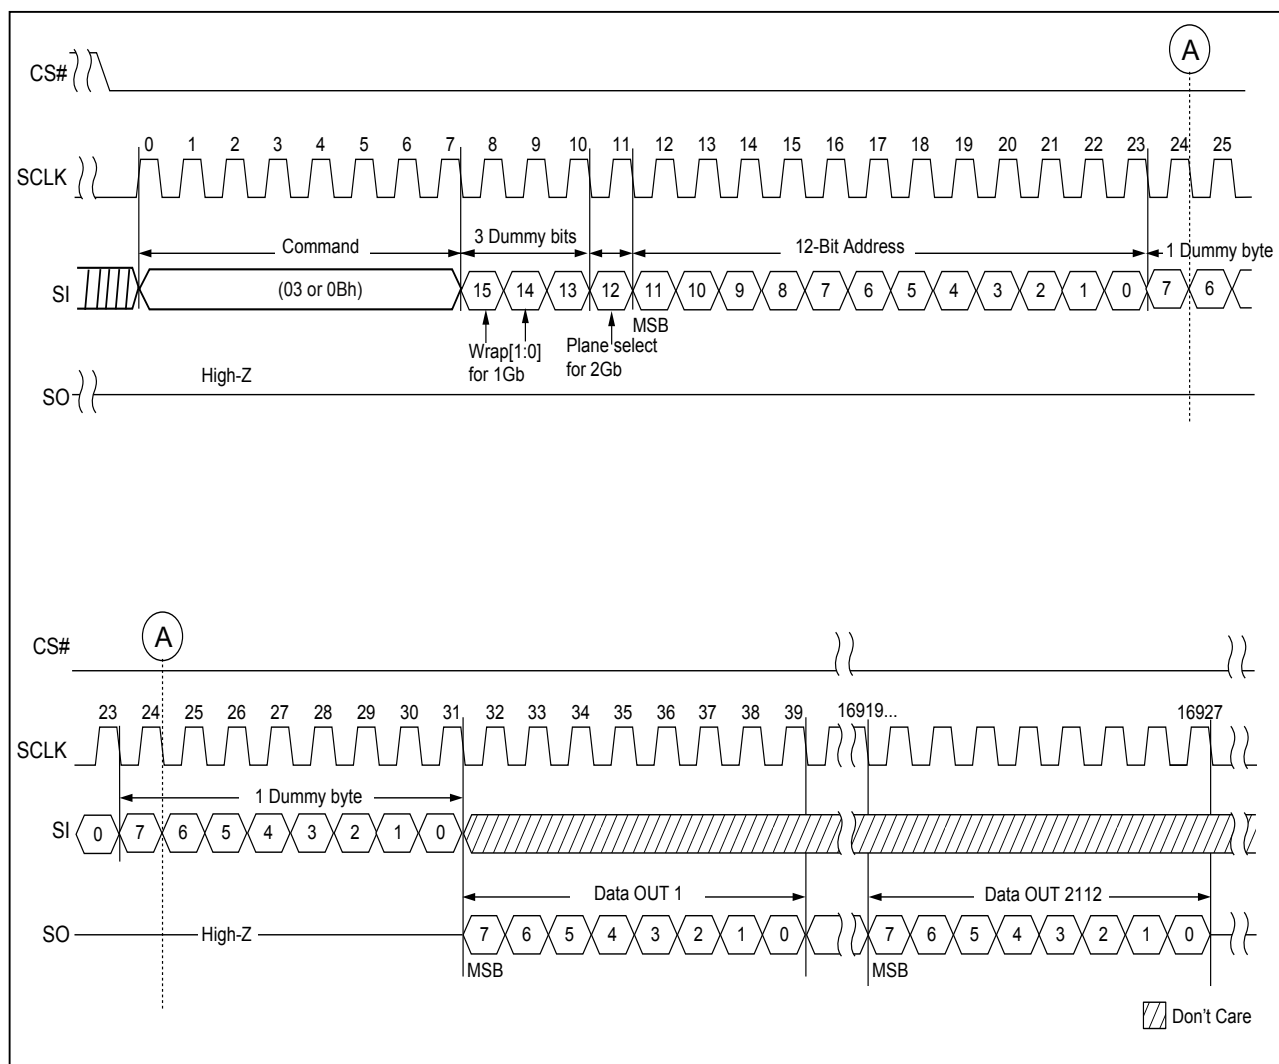 A
CS#
0 1 2 3 4 5 6 7 8 9 10 11 12 13 14 15 16 17 18 19 20 21 22 23 24 25
SCLK
Command 3 Dummy bits 12-Bit Address 1 Dummy byte
SI (03 or 0Bh) 15 14 13 12 11 10 9 8 7 6 5 4 3 2 1 0 7 6
MSB
Wrap[1:0]
for 1Gb
Plane select
for 2Gb
High-Z
SO
A
CS#
23 24 25 26 27 28 29 30 31 32 33 34 35 36 37 38 39 16919... 16927
SCLK
1 Dummy byte
SI 0 7 6 5 4 3 2 1 0
Data OUT 1 Data OUT 2112
SO High-Z 7 6 5 4 3 2 1 0 7 6 5 4 3 2 1 0
MSB MSB
Don't Care